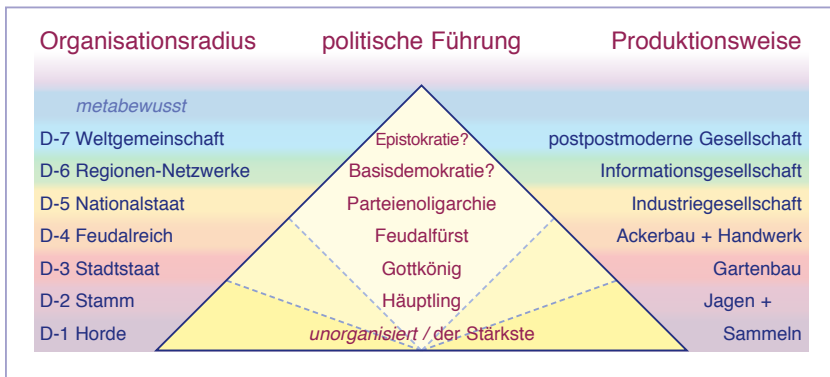 Organisationsradius politische Führung Produktionsweise
metabewusst
D-7 Weltgemeinschaft Epistokratie? postpostmoderne Gesellschaft
D-6 Regionen-Netzwerke Basisdemokratie? Informationsgesellschaft
D-5 Nationalstaat Parteienoligarchie Industriegesellschaft
D-4 Feudalreich Feudalfürst Ackerbau + Handwerk
D-3 Stadtstaat Gottkönig Gartenbau
D-2 Stamm Häuptling Jagen +
D-1 Horde unorganisiert / der Stärkste Sammeln